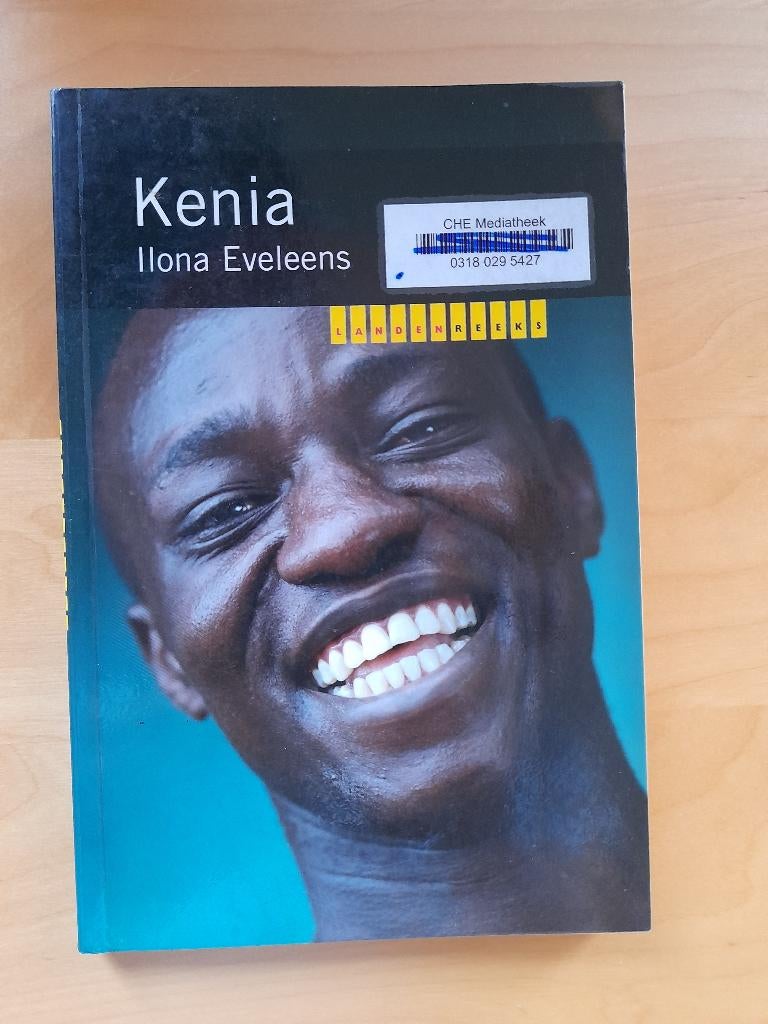 Kenia
Ilona Eveleens
CHE Mediatheek
0318 029 5427
LANDENREEKS